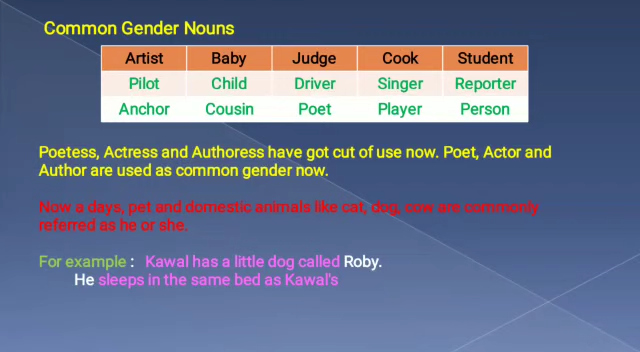 Common Gender Nouns
Artist Baby Judge Cook Student
Pilot Child Driver Singer Reporter
Anchor Cousin Poet Player Person
Poetess, Actress and Authoress have got cut of use now. Poet, Actor and
Author are used as common gender now.
Now a days, pet and domestic animals like cat, dog, cow are commonly
referred as he or she.
For example : Kawal has a little dog called Roby.
He sleeps in the same bed as Kawal's